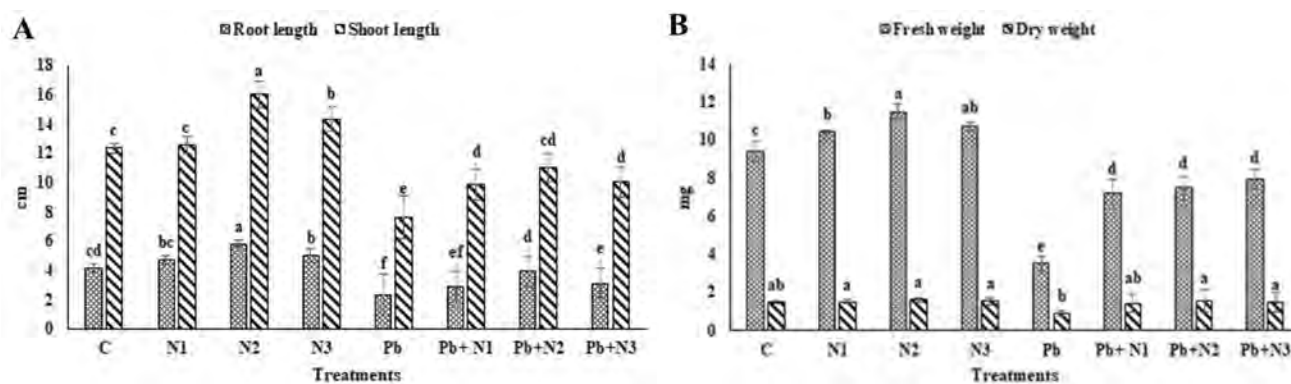 A
Root length Shoot length
18
16
14
12
10
8
6
4
2
0
cm
cd c bc c a a b b f e ef d d cd e d
C N1 N2 N3 Pb Pb+ N1 Pb+N2 Pb+N3
Treatments
B
Fresh weight Dry weight
14
12
10
8
6
4
2
0
mg
c ab b a a a ab a e b d ab d a d a
C N1 N2 N3 Pb Pb+ N1 Pb+N2 Pb+N3
Treatments